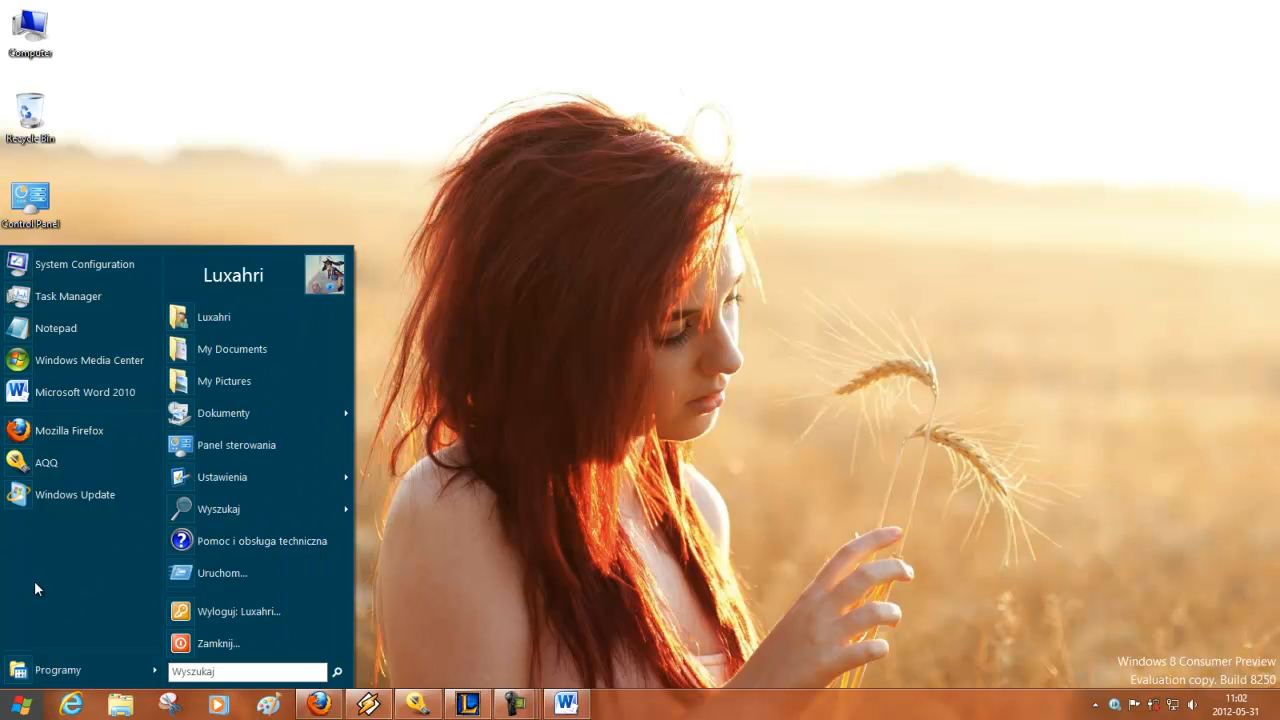 Computer
Recycle Bin
Control Panel
System Configuration
Task Manager
Notepad
Windows Media Center
Microsoft Word 2010
Mozilla Firefox
AQQ
Windows Update
Programy
Luxahri
Luxahri
My Documents
My Pictures
Dokumenty
Panel sterowania
Ustawienia
Wyszukaj
Pomoc i obsługa techniczna
Uruchom...
Wyloguj: Luxahri...
Zamknij...
Wyszukaj
Windows 8 Consumer Preview
Evaluation copy. Build 8250
11:02
2012-05-31